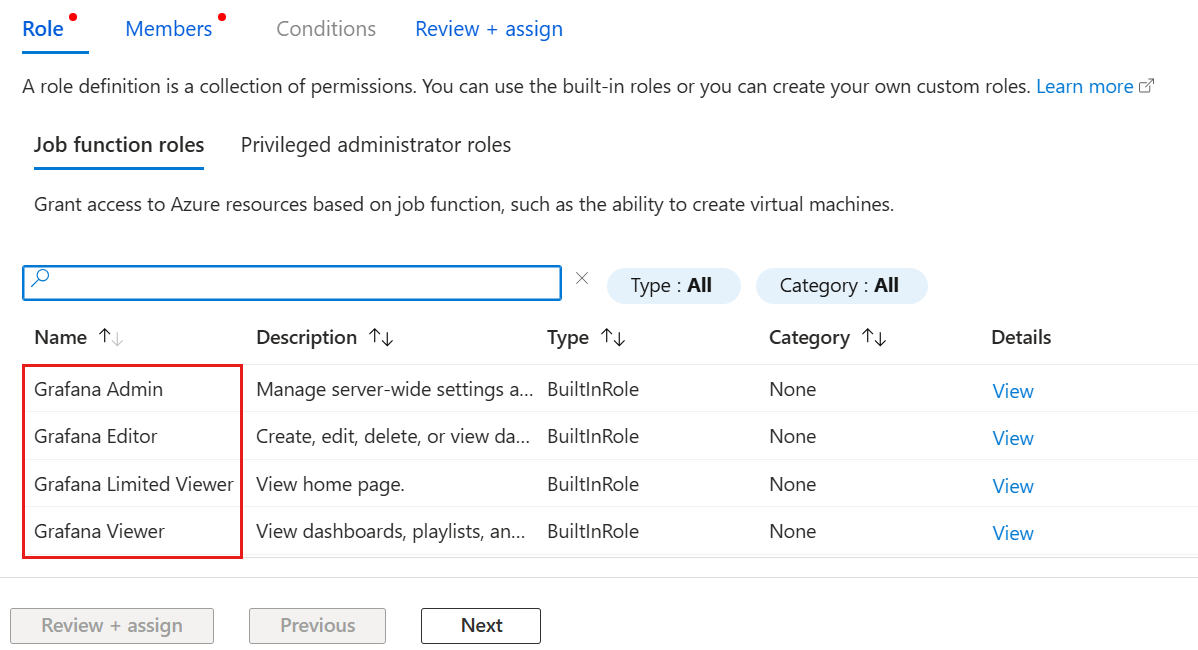 Role Members Conditions Review + assign
A role definition is a collection of permissions. You can use the built-in roles or you can create your own custom roles. Learn more
Job function roles Privileged administrator roles
Grant access to Azure resources based on job function, such as the ability to create virtual machines.
Type : All Category : All
Name Description Type Category Details
Grafana Admin Manage server-wide settings a... BuiltInRole None View
Grafana Editor Create, edit, delete, or view da... BuiltInRole None View
Grafana Limited Viewer View home page. BuiltInRole None View
Grafana Viewer View dashboards, playlists, an... BuiltInRole None View
Review + assign Previous Next